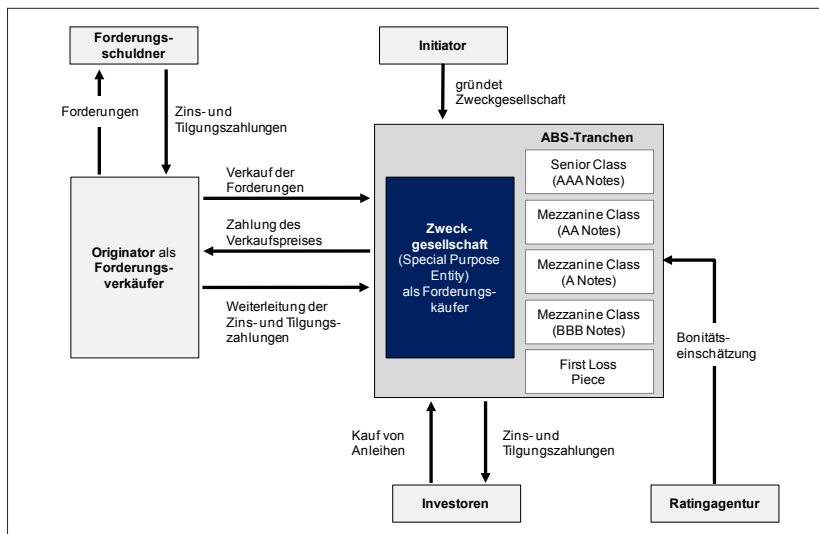 Forderungs-
schuldner
Initiator
Forderungen
Zins- und
Tilgungszahlungen
gründet
Zweckgesellschaft
ABS-Tranchen
Senior Class
(AAA Notes)
Mezzanine Class
(AA Notes)
Mezzanine Class
(A Notes)
Mezzanine Class
(BBB Notes)
First Loss
Piece
Verkauf der
Forderungen
Zahlung des
Verkaufspreises
Originator als
Forderungs-
verkäufer
Weiterleitung der
Zins- und Tilgungs-
zahlungen
Zweck-
gesellschaft
(Special Purpose
Entity)
als Forderungs-
käufer
Bonitäts-
einschätzung
Kauf von
Anleihen
Zins- und
Tilgungszahlungen
Investoren
Ratingagentur